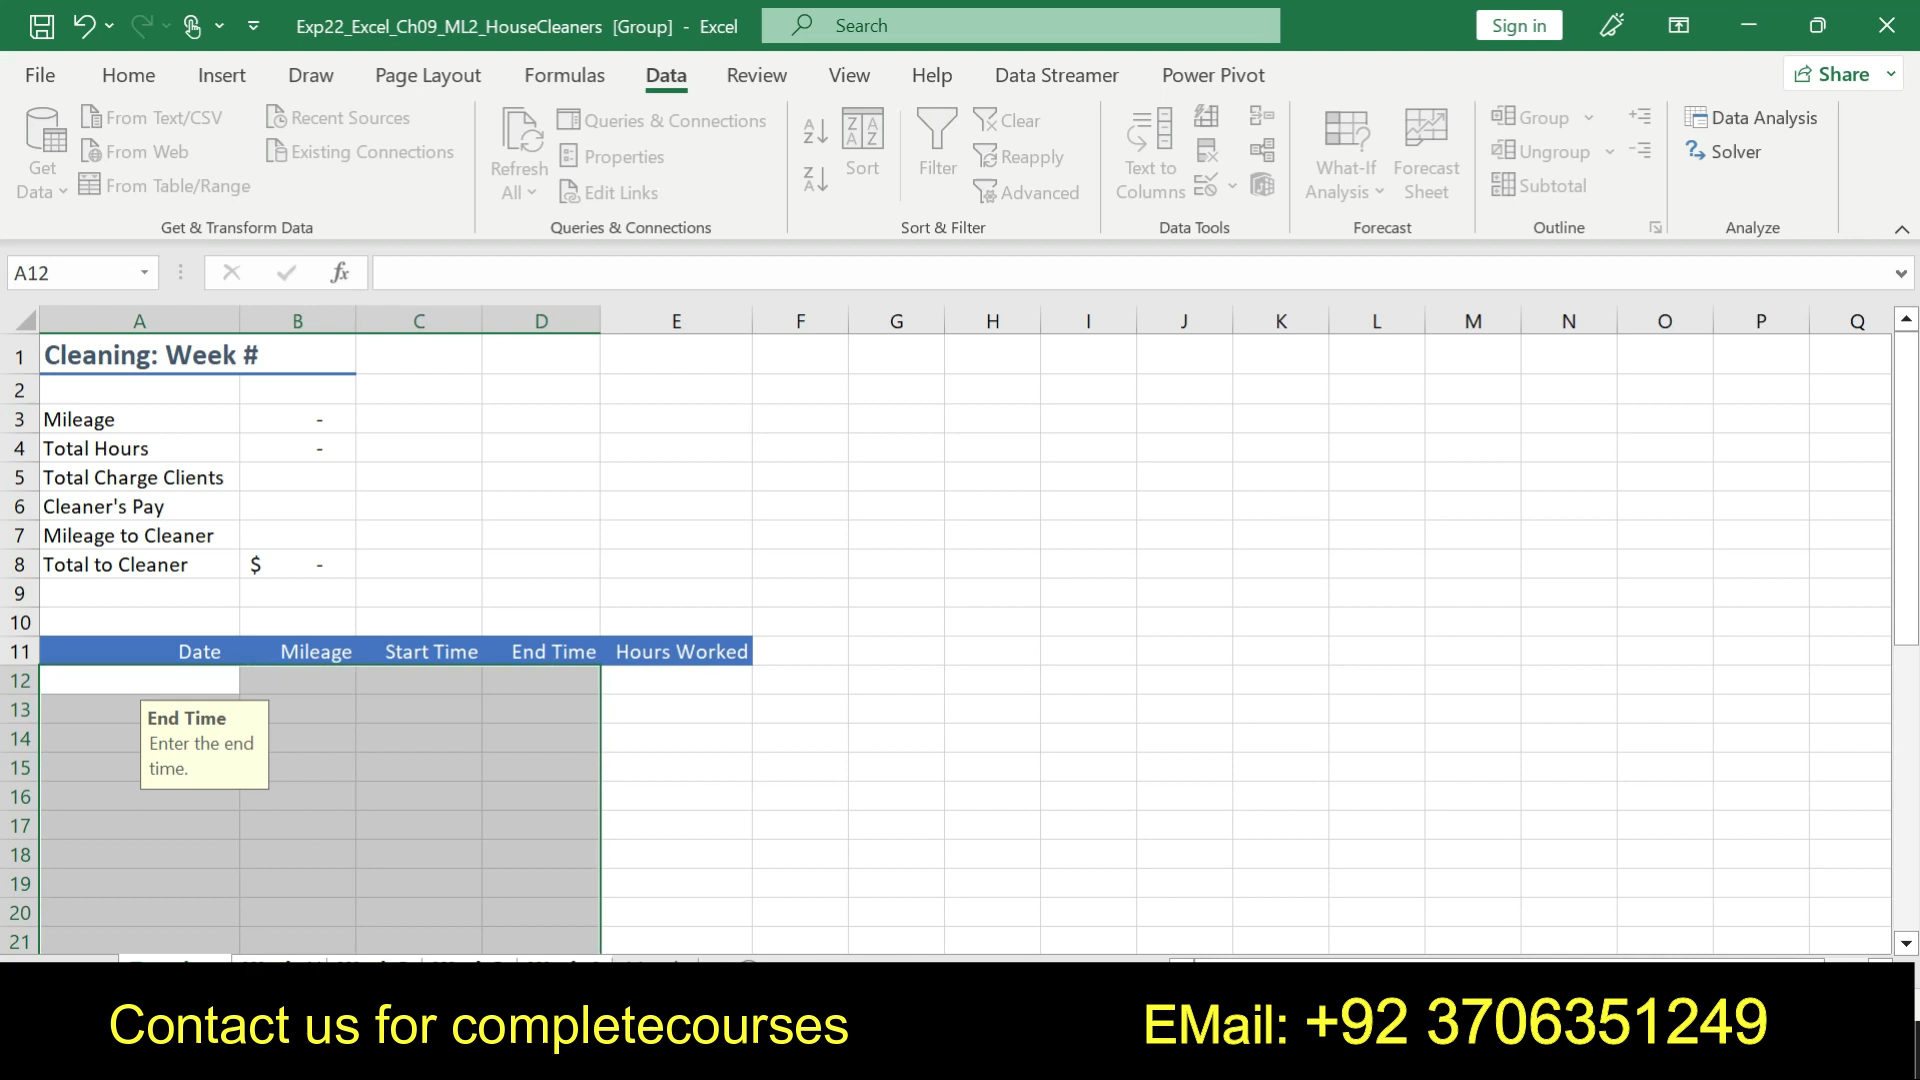 Exp22_Excel_Ch09_ML2_HouseCleaners [Group] - Excel
Search
Sign in
File Home Insert Draw Page Layout Formulas Data Review View Help Data Streamer Power Pivot
Share
Get Data
From Text/CSV
From Web
From Table/Range
Recent Sources
Existing Connections
Get & Transform Data
Refresh All
Queries & Connections
Properties
Edit Links
Queries & Connections
Sort
Filter
Clear
Reapply
Advanced
Sort & Filter
Text to Columns
Data Tools
What-If Analysis
Forecast Sheet
Forecast
Group
Ungroup
Subtotal
Outline
Data Analysis
Solver
Analyze
A12
fx
A B C D E F G H I J K L M N O P Q
1 Cleaning: Week #
2
3 Mileage -
4 Total Hours -
5 Total Charge Clients
6 Cleaner's Pay
7 Mileage to Cleaner
8 Total to Cleaner $ -
9
10
11 Date Mileage Start Time End Time Hours Worked
12
13
14
15
16
17
18
19
20
21
End Time
Enter the end
time.
Contact us for completecourses
EMail: +92 3706351249